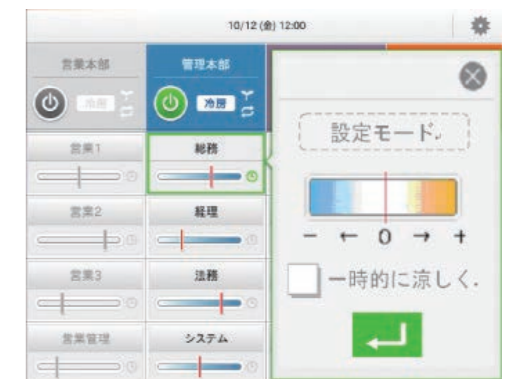 10/12 (金) 12:00
営業本部
管理本部
冷房
冷房
設定モード.
営業1
総務
営業2
経理
- ← 0 → +
営業3
法務
一時的に涼しく.
営業管理
システム